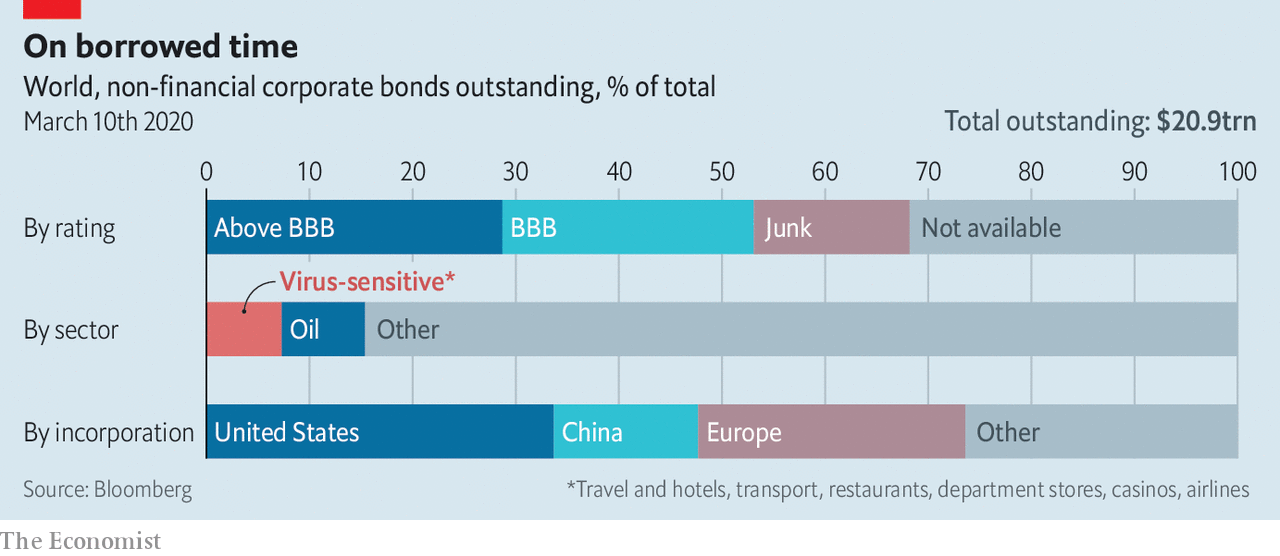 On borrowed time
World, non-financial corporate bonds outstanding, % of total
March 10th 2020
Total outstanding: $20.9trn
0 10 20 30 40 50 60 70 80 90 100
By rating Above BBB BBB Junk Not available
Virus-sensitive*
By sector Oil Other
By incorporation United States China Europe Other
Source: Bloomberg
*Travel and hotels, transport, restaurants, department stores, casinos, airlines
The Economist